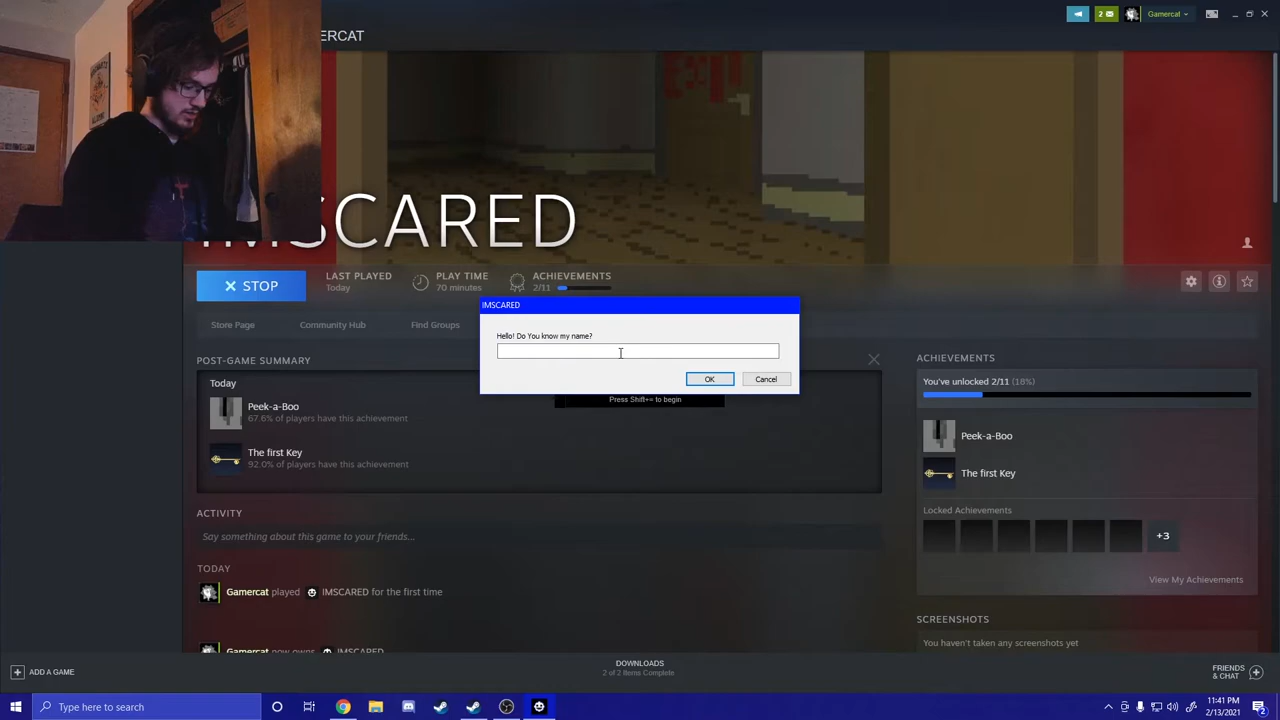 2
Gamercat
ERCAT
IMSCARED
STOP
LAST PLAYED
Today
PLAY TIME
70 minutes
ACHIEVEMENTS
2/11
Store Page
Community Hub
Find Groups
IMSCARED
Hello! Do You know my name?
OK
Cancel
Press Shift+= to begin
POST-GAME SUMMARY
Today
Peek-a-Boo
67.6% of players have this achievement
The first Key
92.0% of players have this achievement
ACTIVITY
Say something about this game to your friends...
TODAY
Gamercat played IMSCARED for the first time
Gamercat now owns IMSCARED
ACHIEVEMENTS
You've unlocked 2/11 (18%)
Peek-a-Boo
The first Key
Locked Achievements
+3
View My Achievements
SCREENSHOTS
You haven't taken any screenshots yet
ADD A GAME
DOWNLOADS
2 of 2 Items Complete
FRIENDS
& CHAT
Type here to search
11:41 PM
2/13/2021
2